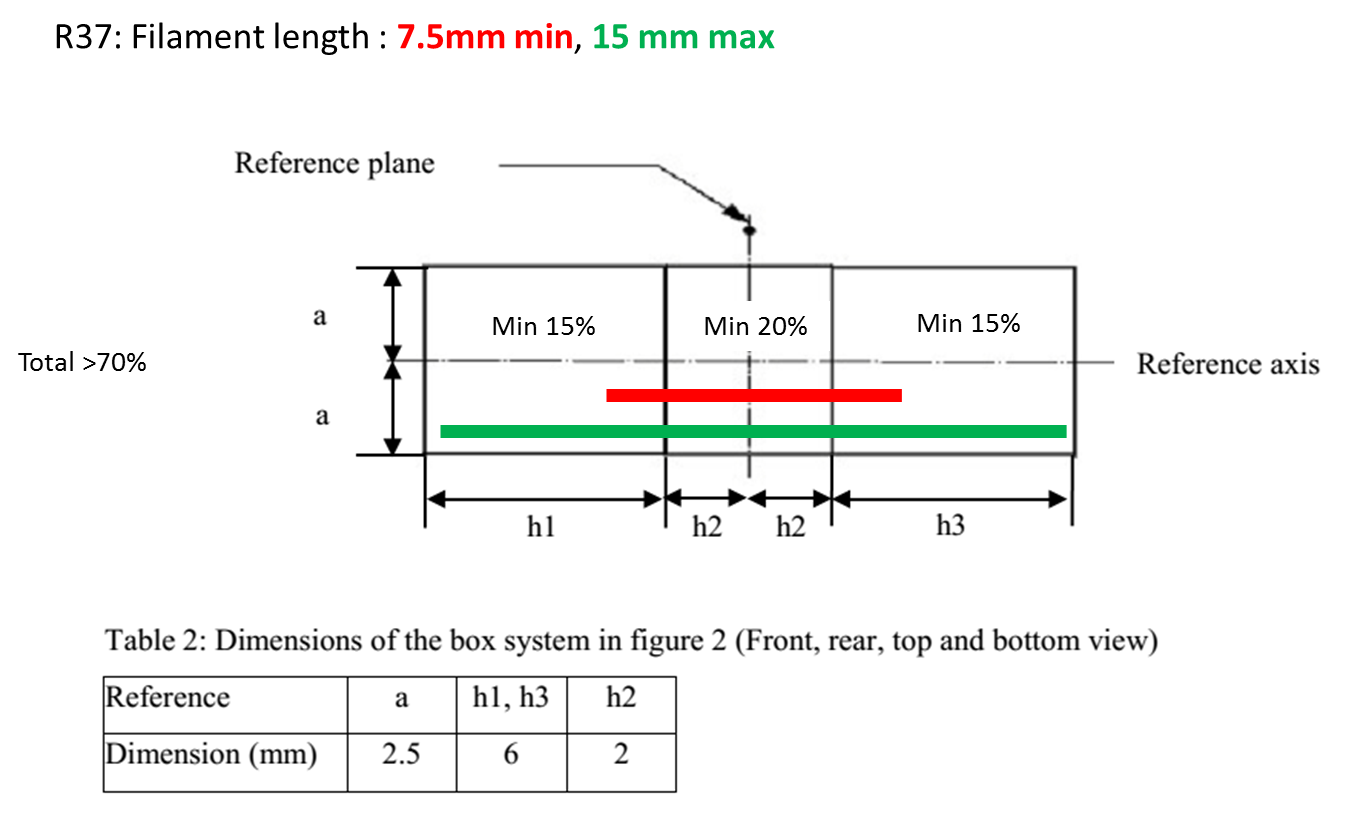 R37: Filament length : 7.5mm min, 15 mm max
Reference plane
a
Min 15% Min 20% Min 15%
Total >70%
Reference axis
a
h1 h2 h2 h3
Table 2: Dimensions of the box system in figure 2 (Front, rear, top and bottom view)
Reference a h1, h3 h2
Dimension (mm) 2.5 6 2